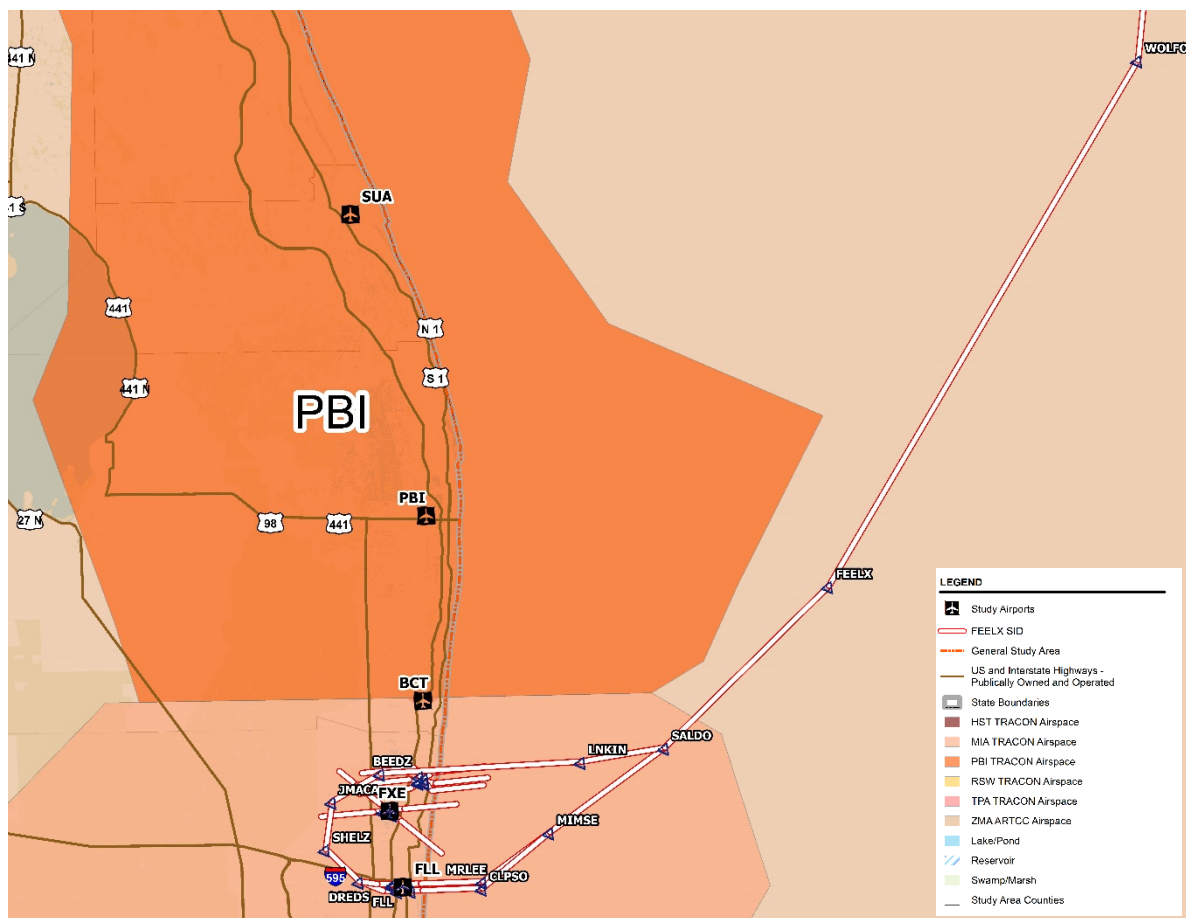 441 N
WOLFO
SUA
1 S
441
N 1
441 N
S 1
PBI
PBI
27 N
98
441
FEELX
BCT
SALDO
LNKIN
BEEDZ
JMACA
FXE
MIMSE
SHELZ
FLL
MRLEE
CLPSO
595
DREDS
FLL
LEGEND
Study Airports
FEELX SID
General Study Area
US and Interstate Highways -
Publically Owned and Operated
State Boundaries
HST TRACON Airspace
MIA TRACON Airspace
PBI TRACON Airspace
RSW TRACON Airspace
TPA TRACON Airspace
ZMA ARTCC Airspace
Lake/Pond
Reservoir
Swamp/Marsh
Study Area Counties